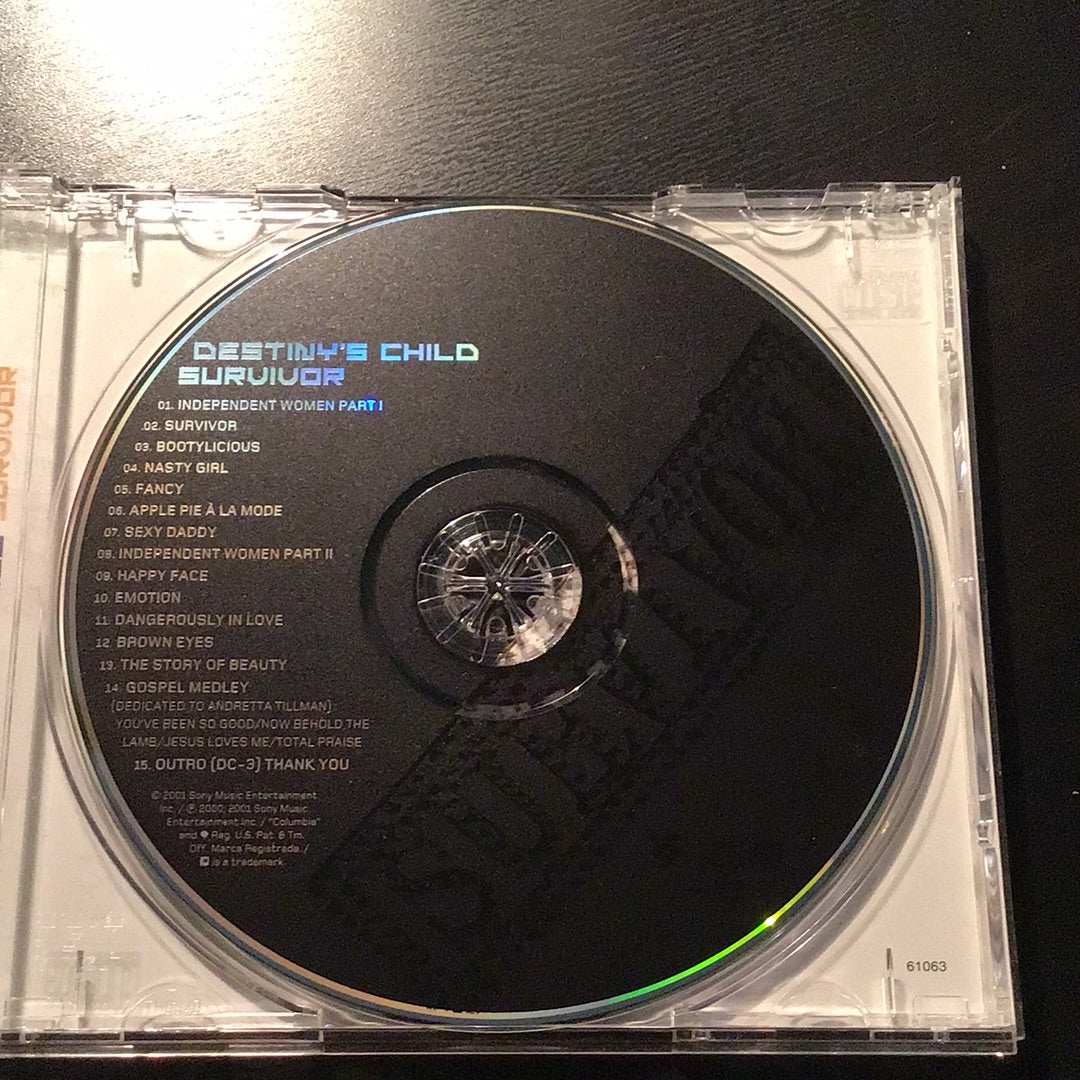 DESTINY'S CHILD
SURVIVOR
01. INDEPENDENT WOMEN PART I
02. SURVIVOR
03. BOOTYLICIOUS
04. NASTY GIRL
05. FANCY
06. APPLE PIE À LA MODE
07. SEXY DADDY
08. INDEPENDENT WOMEN PART II
09. HAPPY FACE
10. EMOTION
11. DANGEROUSLY IN LOVE
12. BROWN EYES
13. THE STORY OF BEAUTY
14. GOSPEL MEDLEY
(DEDICATED TO ANDRETTA TILLMAN):
YOU'VE BEEN SO GOOD/NOW BEHOLD THE
LAMB/JESUS LOVES ME/TOTAL PRAISE
15. OUTRO (DC-3) THANK YOU
© 2001 Sony Music Entertainment
Inc. / ℗ 2000, 2001 Sony Music
Entertainment Inc. / "Columbia"
and Reg. U.S. Pat. & Tm.
Off. Marca Registrada. /
is a trademark.
SURVIVOR
SURVIVOR
61063